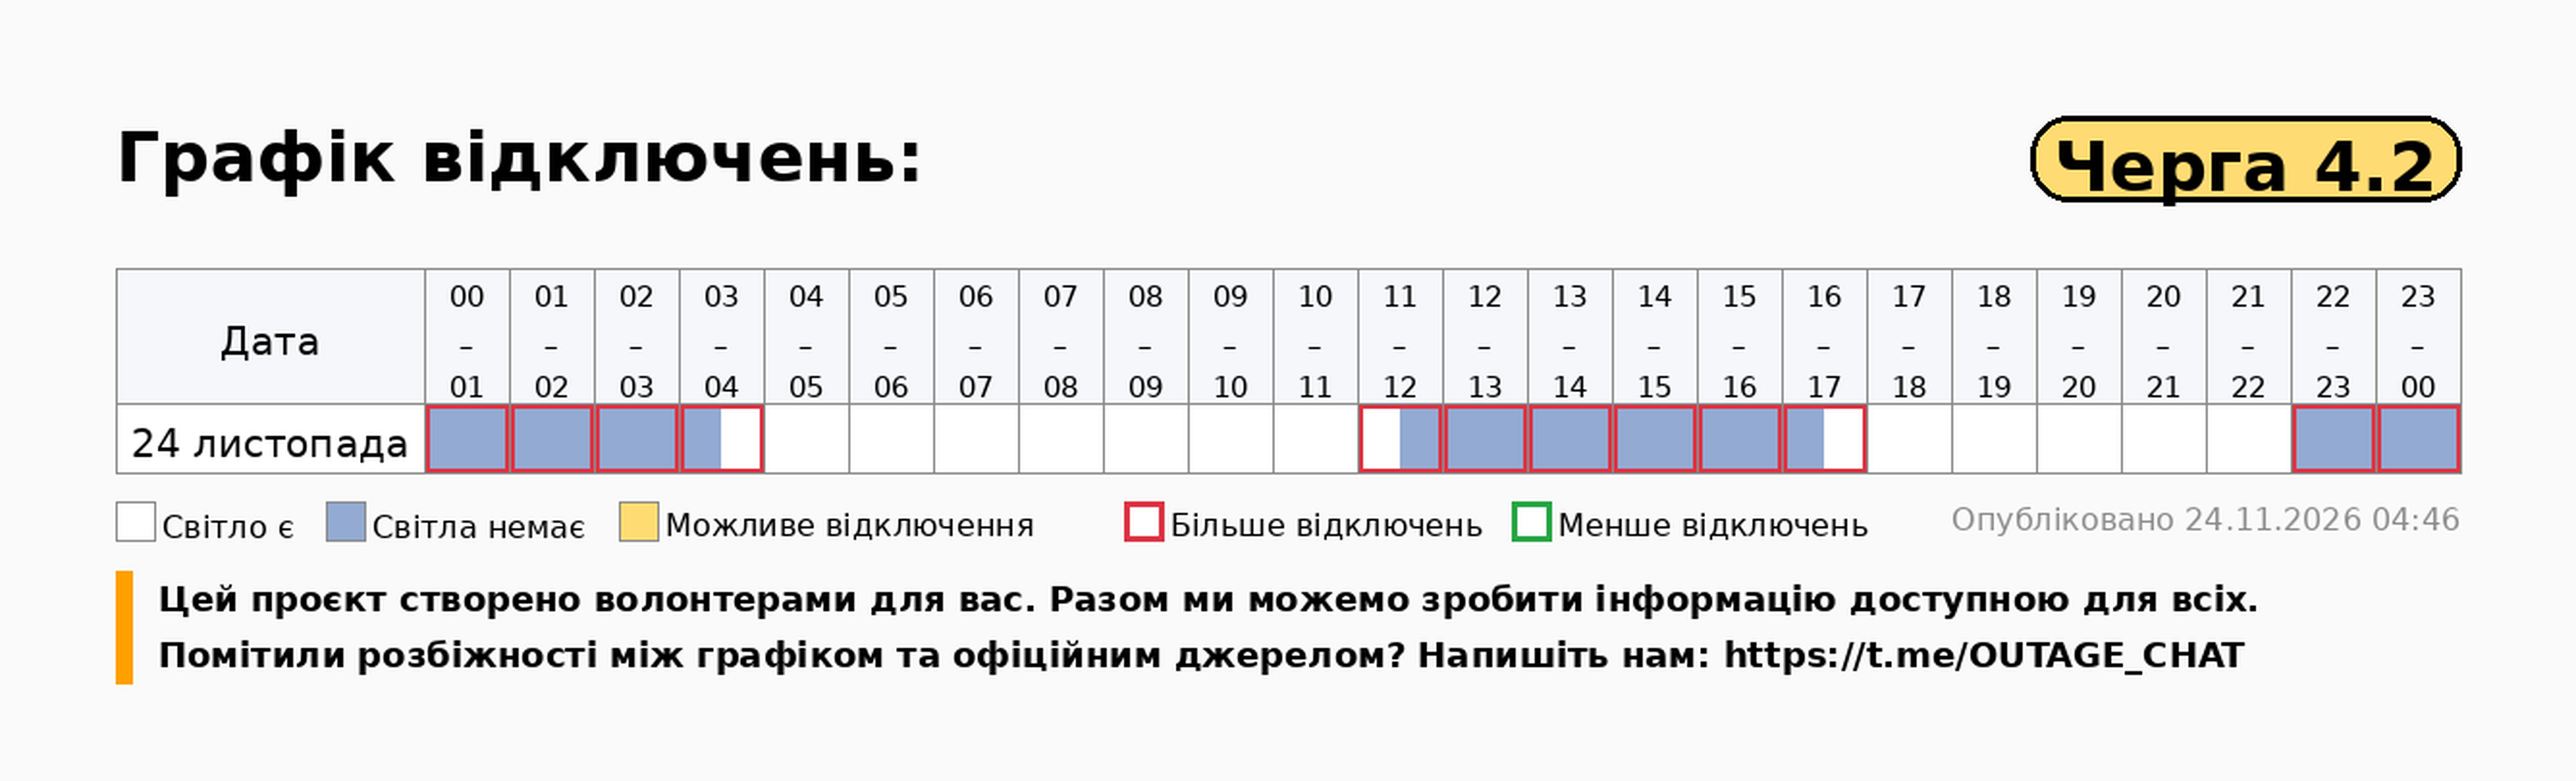 Графік відключень:
Черга 4.2
Дата
00 – 01
01 – 02
02 – 03
03 – 04
04 – 05
05 – 06
06 – 07
07 – 08
08 – 09
09 – 10
10 – 11
11 – 12
12 – 13
13 – 14
14 – 15
15 – 16
16 – 17
17 – 18
18 – 19
19 – 20
20 – 21
21 – 22
22 – 23
23 – 00
24 листопада
Світло є
Світла немає
Можливе відключення
Більше відключень
Менше відключень
Опубліковано 24.11.2026 04:46
Цей проєкт створено волонтерами для вас. Разом ми можемо зробити інформацію доступною для всіх.
Помітили розбіжності між графіком та офіційним джерелом? Напишіть нам: https://t.me/OUTAGE_CHAT